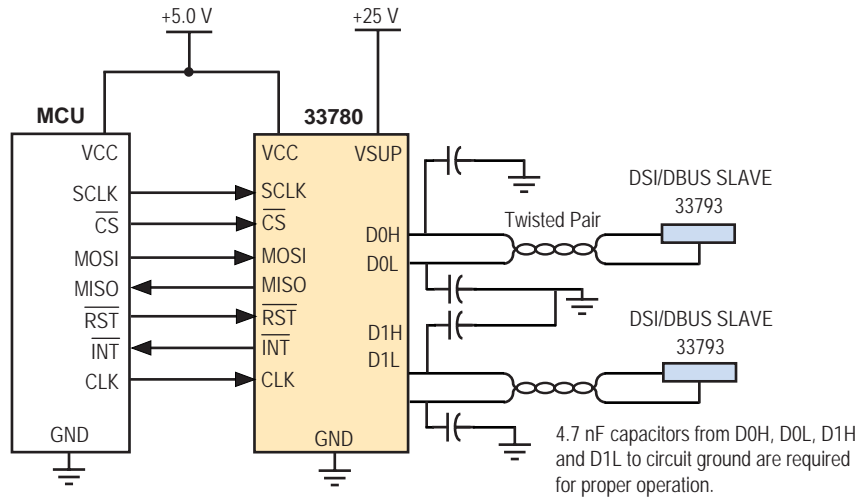 +5.0 V
+25 V
MCU
33780
VCC
VCC
VSUP
SCLK
SCLK
CS
CS
MOSI
MOSI
MISO
MISO
RST
RST
INT
INT
CLK
CLK
GND
GND
D0H
D0L
D1H
D1L
Twisted Pair
DSI/DBUS SLAVE
33793
DSI/DBUS SLAVE
33793
4.7 nF capacitors from D0H, D0L, D1H
and D1L to circuit ground are required
for proper operation.